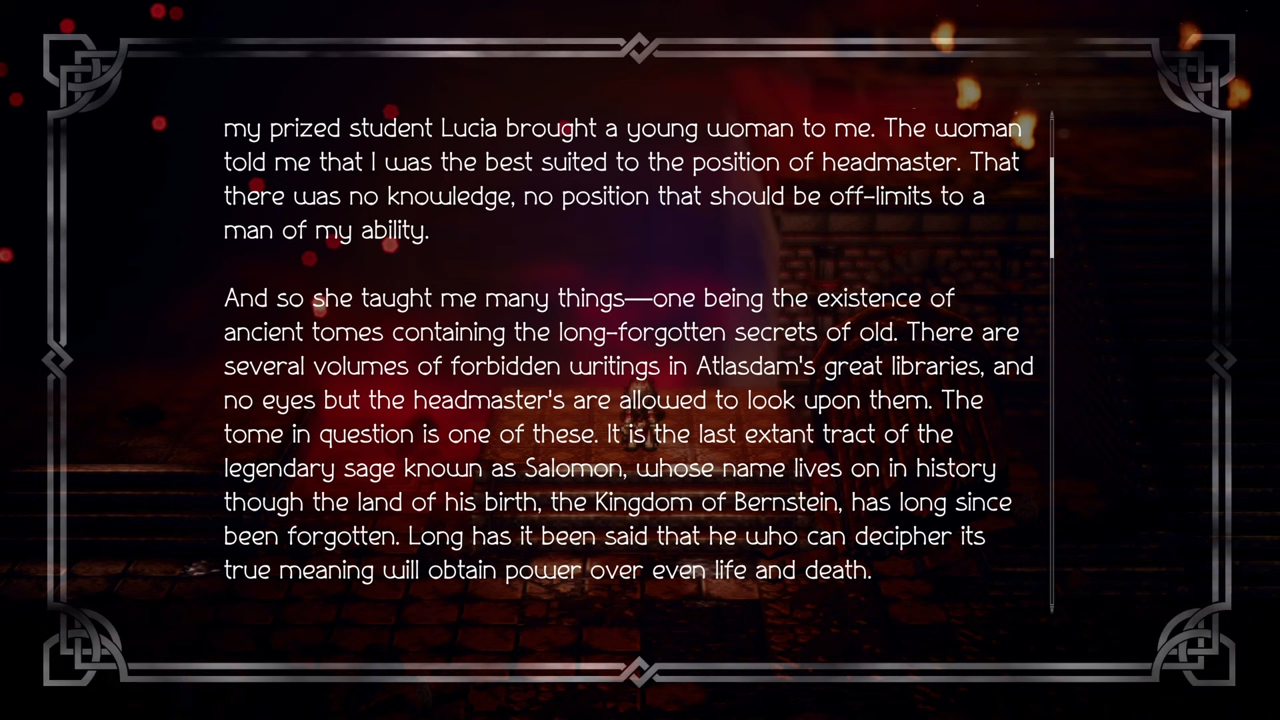 my prized student Lucia brought a young woman to me. The woman
told me that I was the best suited to the position of headmaster. That
there was no knowledge, no position that should be off-limits to a
man of my ability.
And so she taught me many things—one being the existence of
ancient tomes containing the long-forgotten secrets of old. There are
several volumes of forbidden writings in Atlasdam's great libraries, and
no eyes but the headmaster's are allowed to look upon them. The
tome in question is one of these. It is the last extant tract of the
legendary sage known as Salomon, whose name lives on in history
though the land of his birth, the Kingdom of Bernstein, has long since
been forgotten. Long has it been said that he who can decipher its
true meaning will obtain power over even life and death.